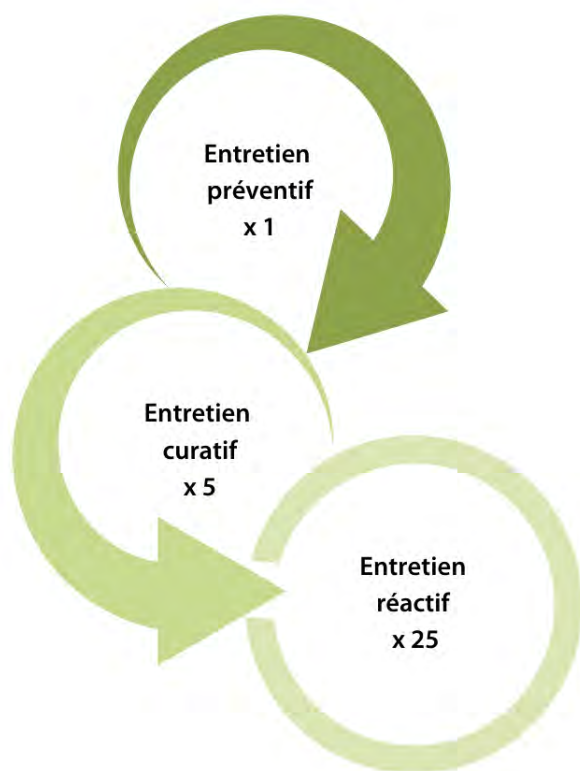 Entretien
préventif
x 1
Entretien
curatif
x 5
Entretien
réactif
x 25